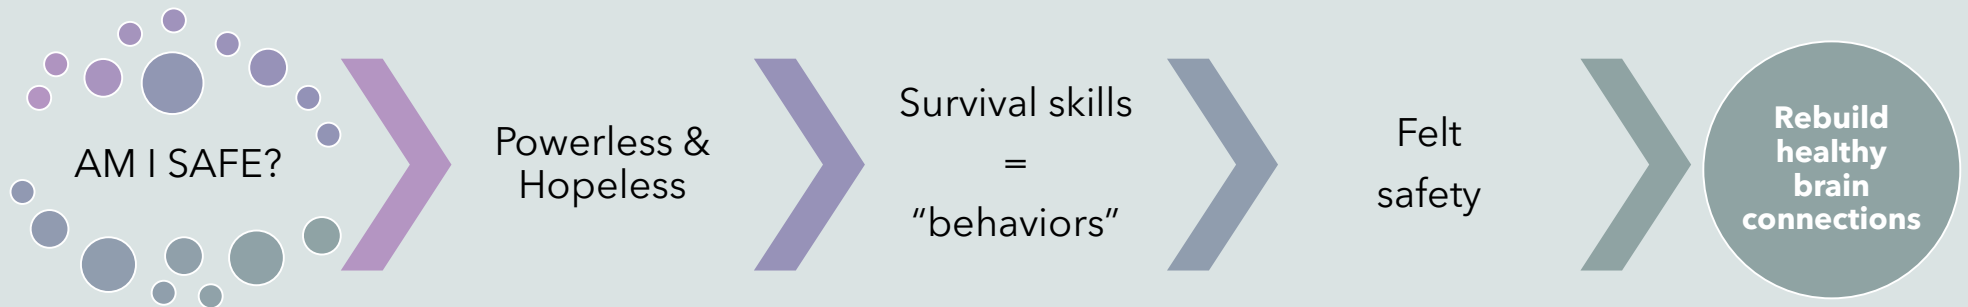 AM I SAFE?
Powerless &
Hopeless
Survival skills
=
“behaviors”
Felt
safety
Rebuild
healthy
brain
connections